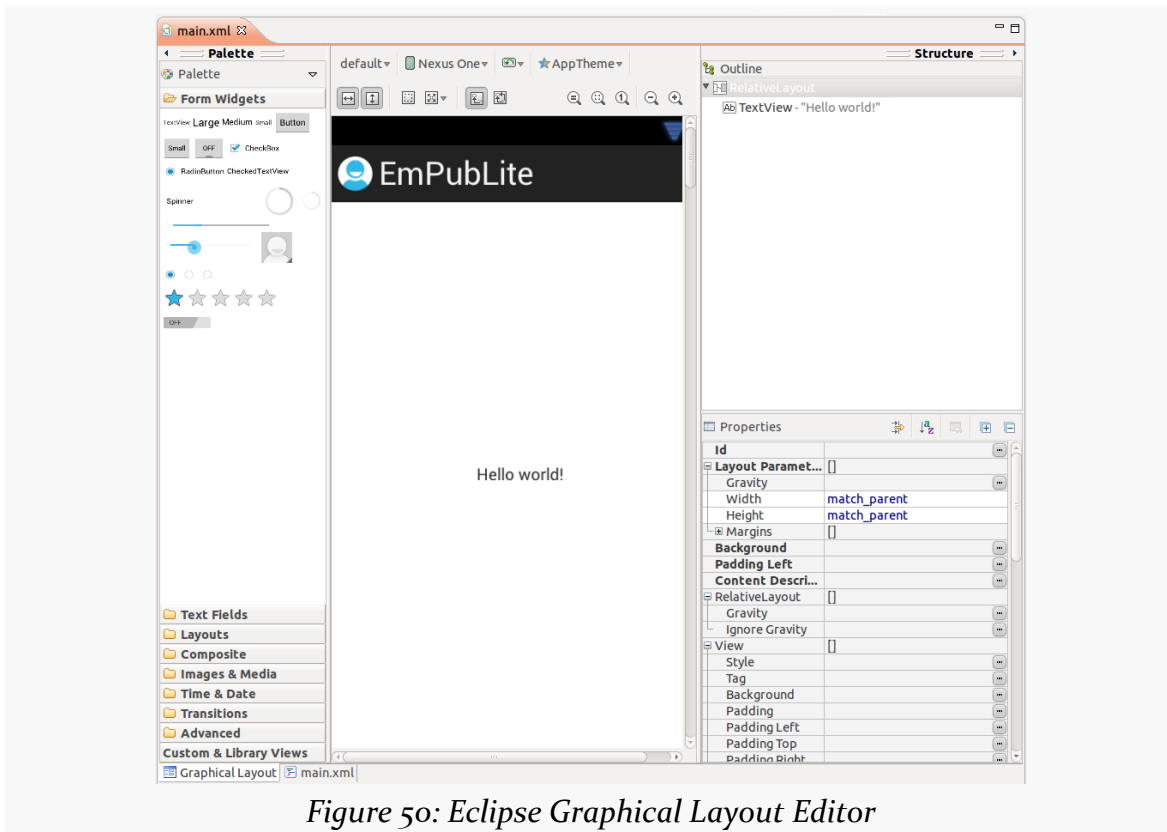 main.xml
Palette
Palette
Form Widgets
TextView Large Medium Small Button
Small OFF CheckBox
RadioButton CheckedTextView
Spinner
OFF
Text Fields
Layouts
Composite
Images & Media
Time & Date
Transitions
Advanced
Custom & Library Views
Graphical Layout main.xml
default Nexus One AppTheme
EmPubLite
Hello world!
Structure
Outline
RelativeLayout
Ab TextView - "Hello world!"
Properties
Id
Layout Paramet... []
Gravity
Width match_parent
Height match_parent
Margins []
Background
Padding Left
Content Descri...
RelativeLayout []
Gravity
Ignore Gravity
View []
Style
Tag
Background
Padding
Padding Left
Padding Top
Padding Right
Figure 50: Eclipse Graphical Layout Editor